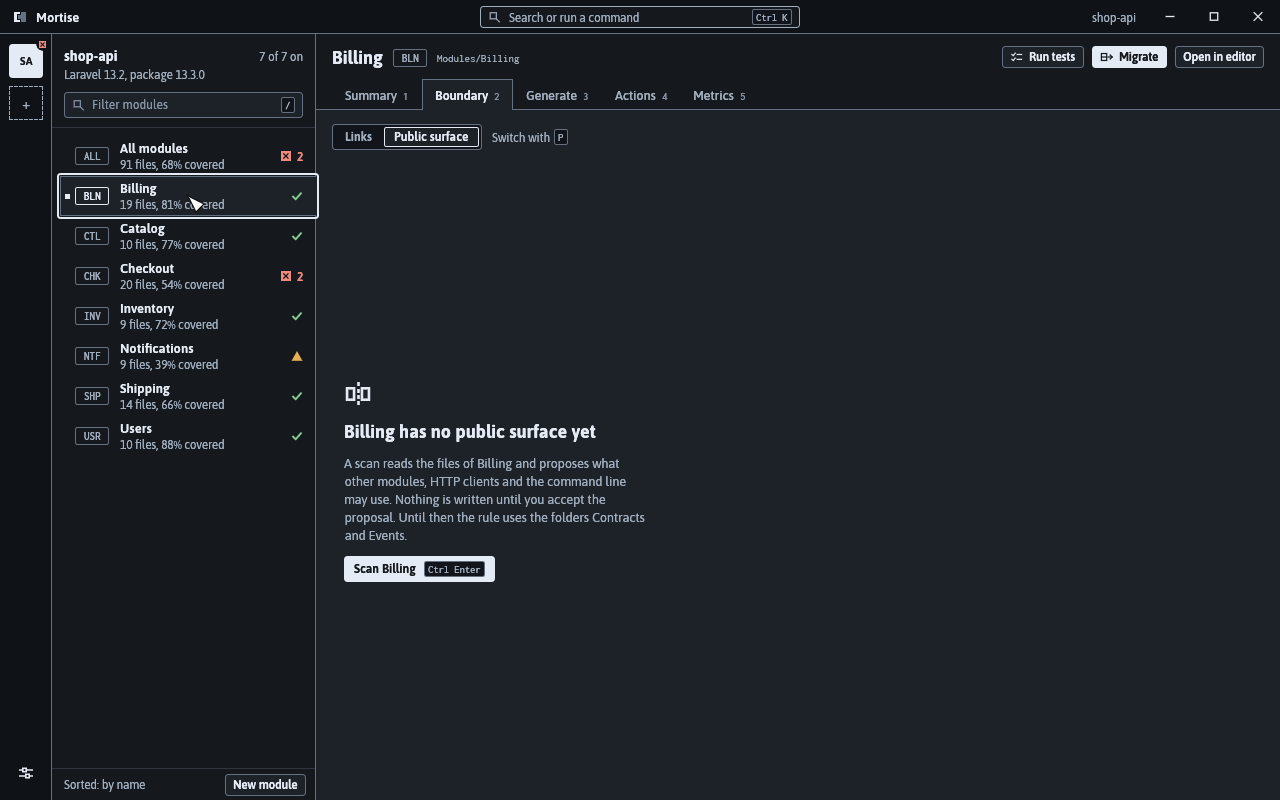 Mortise
Search or run a command
Ctrl K
shop-api
SA
+
shop-api
7 of 7 on
Laravel 13.2, package 13.3.0
Filter modules
/
ALL
All modules
91 files, 68% covered
2
BLN
Billing
19 files, 81% covered
CTL
Catalog
10 files, 77% covered
CHK
Checkout
20 files, 54% covered
2
INV
Inventory
9 files, 72% covered
NTF
Notifications
9 files, 39% covered
SHP
Shipping
14 files, 66% covered
USR
Users
10 files, 88% covered
Sorted: by name
New module
Billing
BLN
Modules/Billing
Run tests
Migrate
Open in editor
Summary 1
Boundary 2
Generate 3
Actions 4
Metrics 5
Links
Public surface
Switch with P
Billing has no public surface yet
A scan reads the files of Billing and proposes what
other modules, HTTP clients and the command line
may use. Nothing is written until you accept the
proposal. Until then the rule uses the folders Contracts
and Events.
Scan Billing
Ctrl Enter